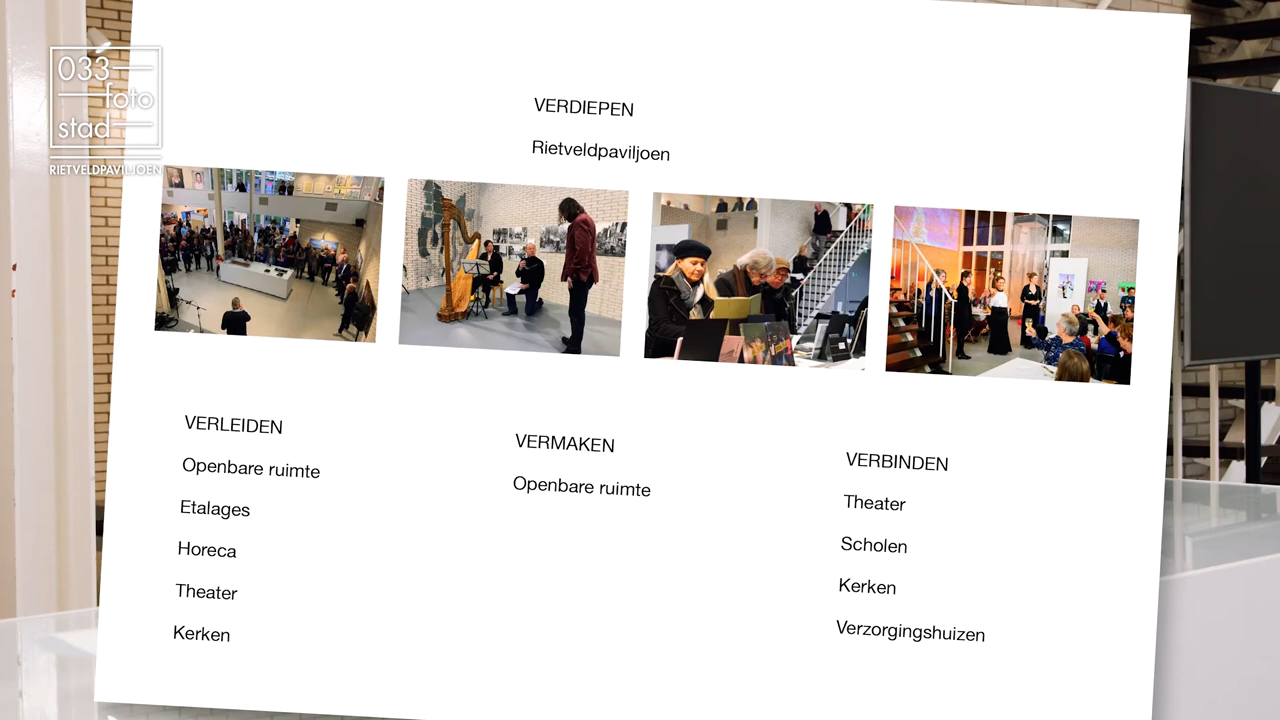 033
foto
stad
RIETVELDPAVILJOEN
VERDIEPEN
Rietveldpaviljoen
VERLEIDEN
Openbare ruimte
Etalages
Horeca
Theater
Kerken
VERMAKEN
Openbare ruimte
VERBINDEN
Theater
Scholen
Kerken
Verzorgingshuizen